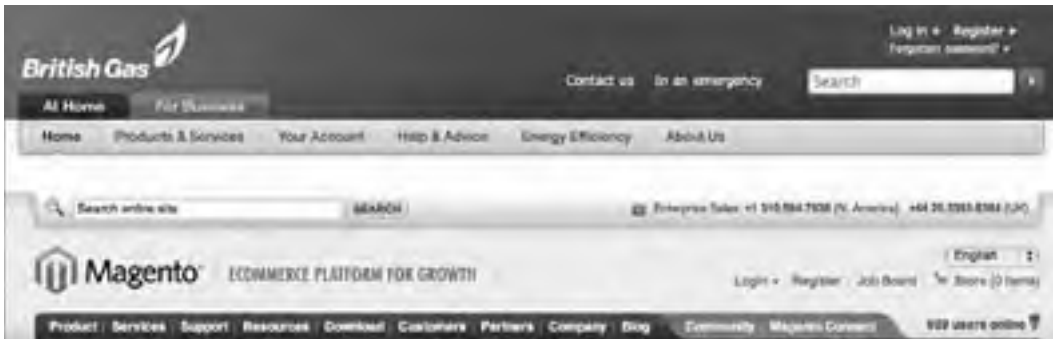 Log in Register
Forgotten password?
British Gas
Contact us In an emergency Search
At Home For Business
Home Products & Services Your Account Help & Advice Energy Efficiency About Us
Search entire site SEARCH Enterprise Sales: (N. America) (UK)
Magento ECOMMERCE PLATFORM FOR GROWTH
English
Login Register Job Board Store (0 items)
Product Services Support Resources Download Customers Partners Company Blog Community Magento Connect users online